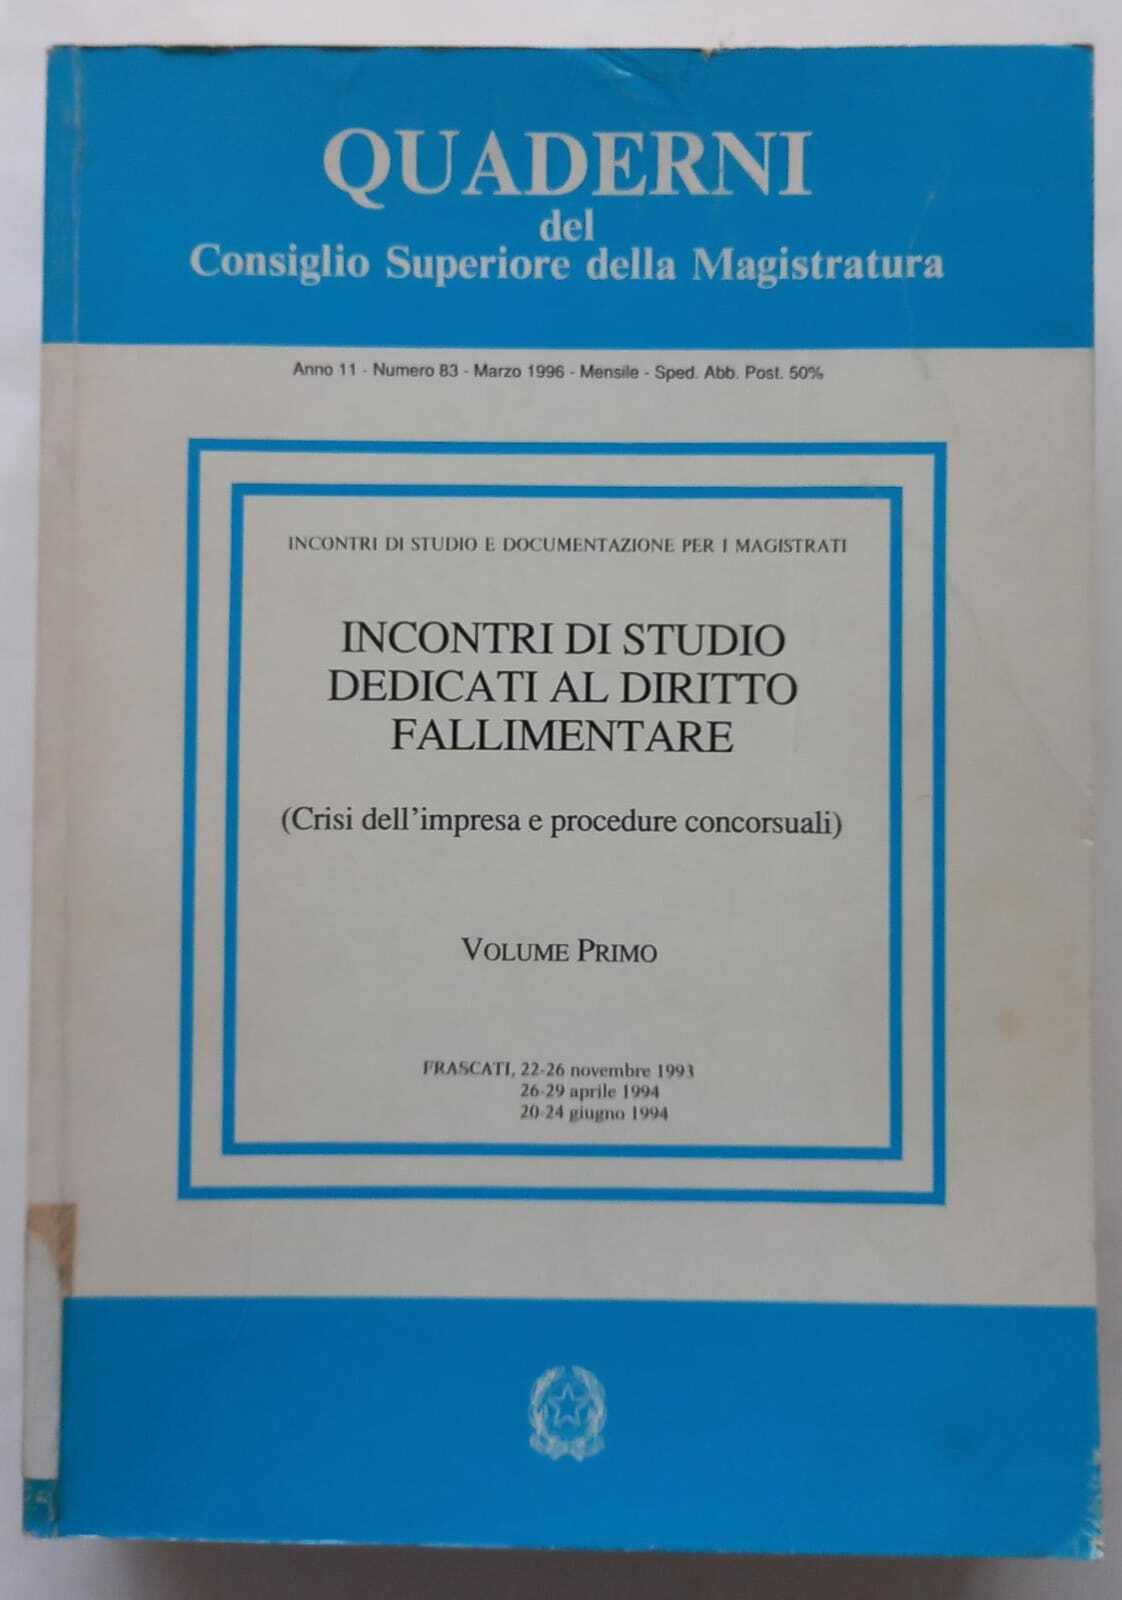 QUADERNI
del
Consiglio Superiore della Magistratura
Anno 11 - Numero 83 - Marzo 1996 - Mensile - Sped. Abb. Post. 50%
INCONTRI DI STUDIO E DOCUMENTAZIONE PER I MAGISTRATI
INCONTRI DI STUDIO
DEDICATI AL DIRITTO
FALLIMENTARE
(Crisi dell'impresa e procedure concorsuali)
VOLUME PRIMO
FRASCATI, 22-26 novembre 1993
26-29 aprile 1994
20-24 giugno 1994